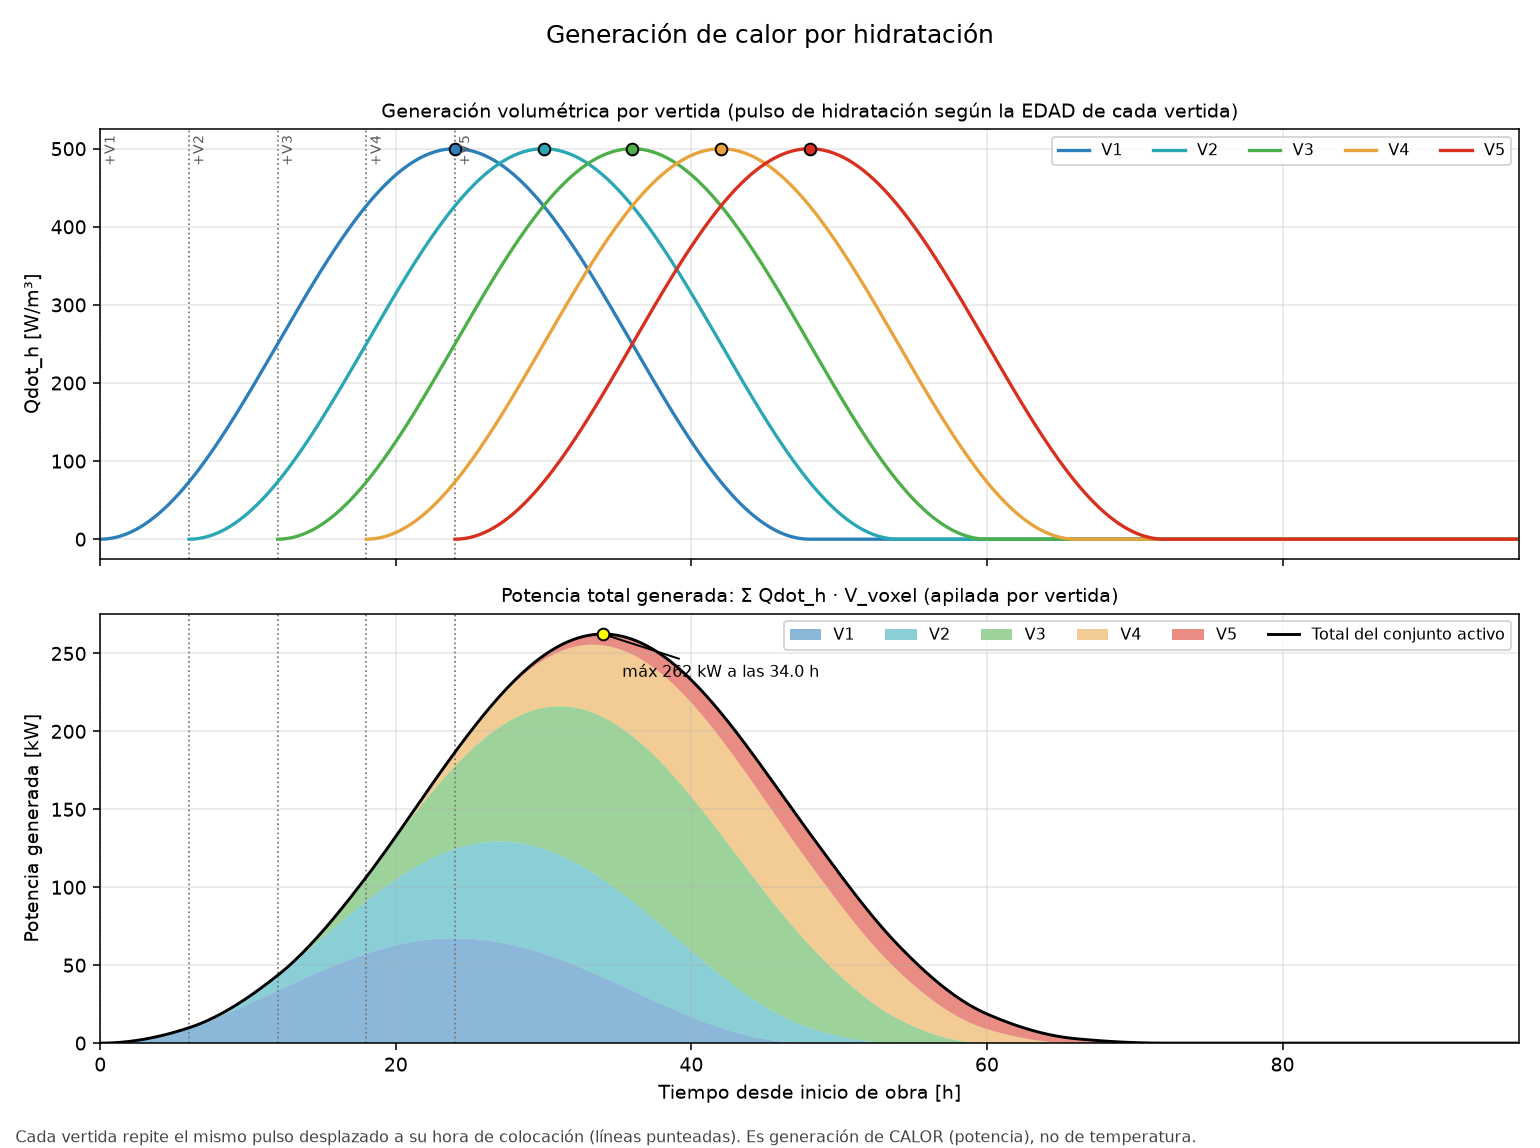 Generación de calor por hidratación
Generación volumétrica por vertida (pulso de hidratación según la EDAD de cada vertida)
+V1
+V2
+V3
+V4
+V5
V1 V2 V3 V4 V5
500
400
300
200
100
0
Qdot_h [W/m³]
Potencia total generada: Σ Qdot_h · V_voxel (apilada por vertida)
V1 V2 V3 V4 V5 Total del conjunto activo
máx 262 kW a las 34.0 h
250
200
150
100
50
0
Potencia generada [kW]
0 20 40 60 80
Tiempo desde inicio de obra [h]
Cada vertida repite el mismo pulso desplazado a su hora de colocación (líneas punteadas). Es generación de CALOR (potencia), no de temperatura.